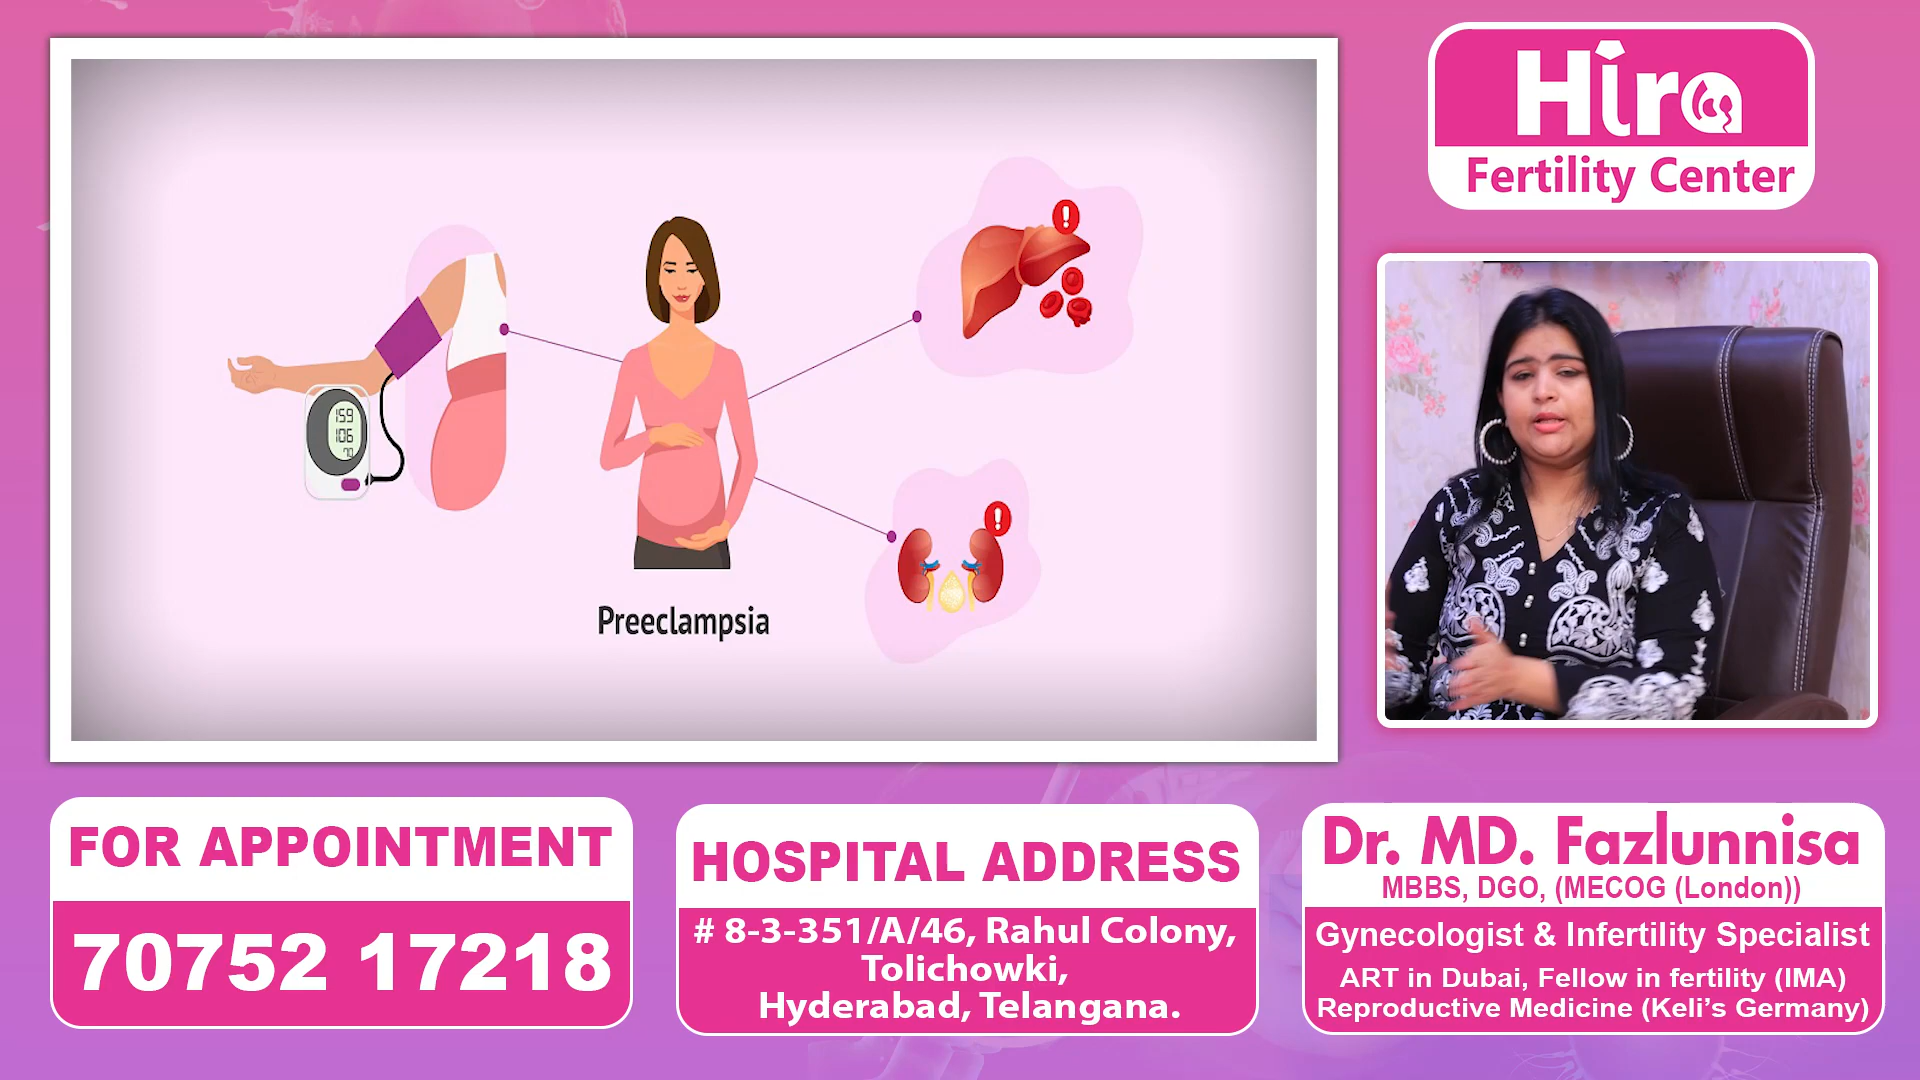 Hira
Fertility Center
159
106
70
Preeclampsia
FOR APPOINTMENT
70752 17218
HOSPITAL ADDRESS
# 8-3-351/A/46, Rahul Colony,
Tolichowki,
Hyderabad, Telangana.
Dr. MD. Fazlunnisa
MBBS, DGO, (MECOG (London))
Gynecologist & Infertility Specialist
ART in Dubai, Fellow in fertility (IMA)
Reproductive Medicine (Keli's Germany)